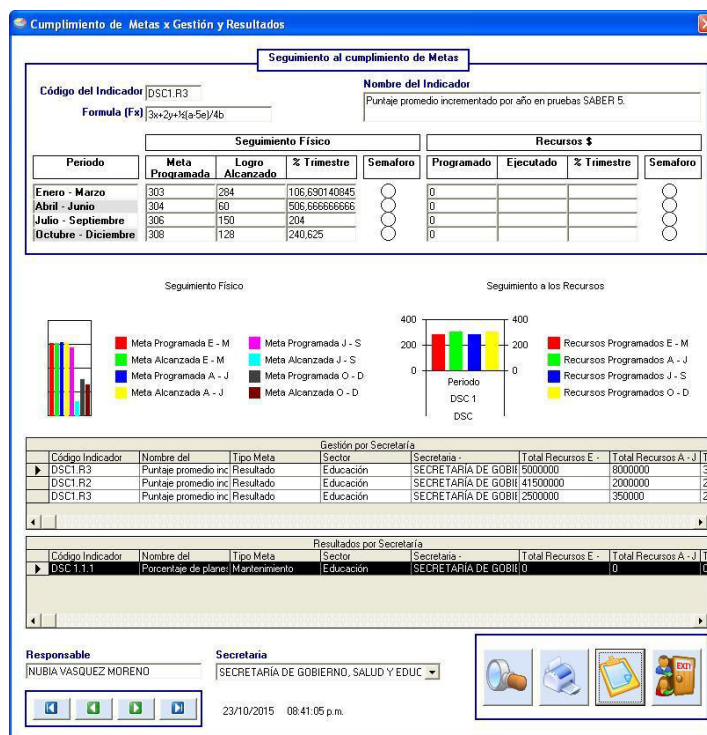 Cumplimiento de Metas x Gestión y Resultados
Seguimiento al cumplimiento de Metas
Código del Indicador DSC1.R3
Nombre del Indicador
Puntaje promedio incrementado por año en pruebas SABER 5.
Formula (Fx) 3x+2y+½(a-5e)/4b
Seguimiento Físico Recursos $
Periodo Meta Programada Logro Alcanzado % Trimestre Semaforo Programado Ejecutado % Trimestre Semaforo
Enero - Marzo 303 284 106,690140845 0
Abril - Junio 304 60 506,666666666 0
Julio - Septiembre 306 150 204 0
Octubre - Diciembre 308 128 240,625 0
Seguimiento Físico
Meta Programada E - M Meta Programada J - S
Meta Alcanzada E - M Meta Alcanzada J - S
Meta Programada A - J Meta Programada O - D
Meta Alcanzada A - J Meta Alcanzada O - D
Seguimiento a los Recursos
400 400
200 200
0 0
Periodo
DSC 1
DSC
Recursos Programados E - M
Recursos Programados A - J
Recursos Programados J - S
Recursos Programados O - D
Gestión por Secretaría
Código Indicador Nombre del Tipo Meta Sector Secretaria - Total Recursos E - Total Recursos A - J T
DSC1.R3 Puntaje promedio inc Resultado Educación SECRETARÍA DE GOBIE 5000000 8000000 3
DSC1.R2 Puntaje promedio inc Resultado Educación SECRETARÍA DE GOBIE 41500000 2000000 2
DSC1.R3 Puntaje promedio inc Resultado Educación SECRETARÍA DE GOBIE 2500000 350000 2
Resultados por Secretaría
Código Indicador Nombre del Tipo Meta Sector Secretaria - Total Recursos E - Total Recursos A - J T
DSC 1.1.1 Porcentaje de planes Mantenimiento Educación SECRETARÍA DE GOBIE 0 0 0
Responsable
NUBIA VASQUEZ MORENO
Secretaria
SECRETARÍA DE GOBIERNO, SALUD Y EDUC
EXIT
23/10/2015 08:41:05 p.m.